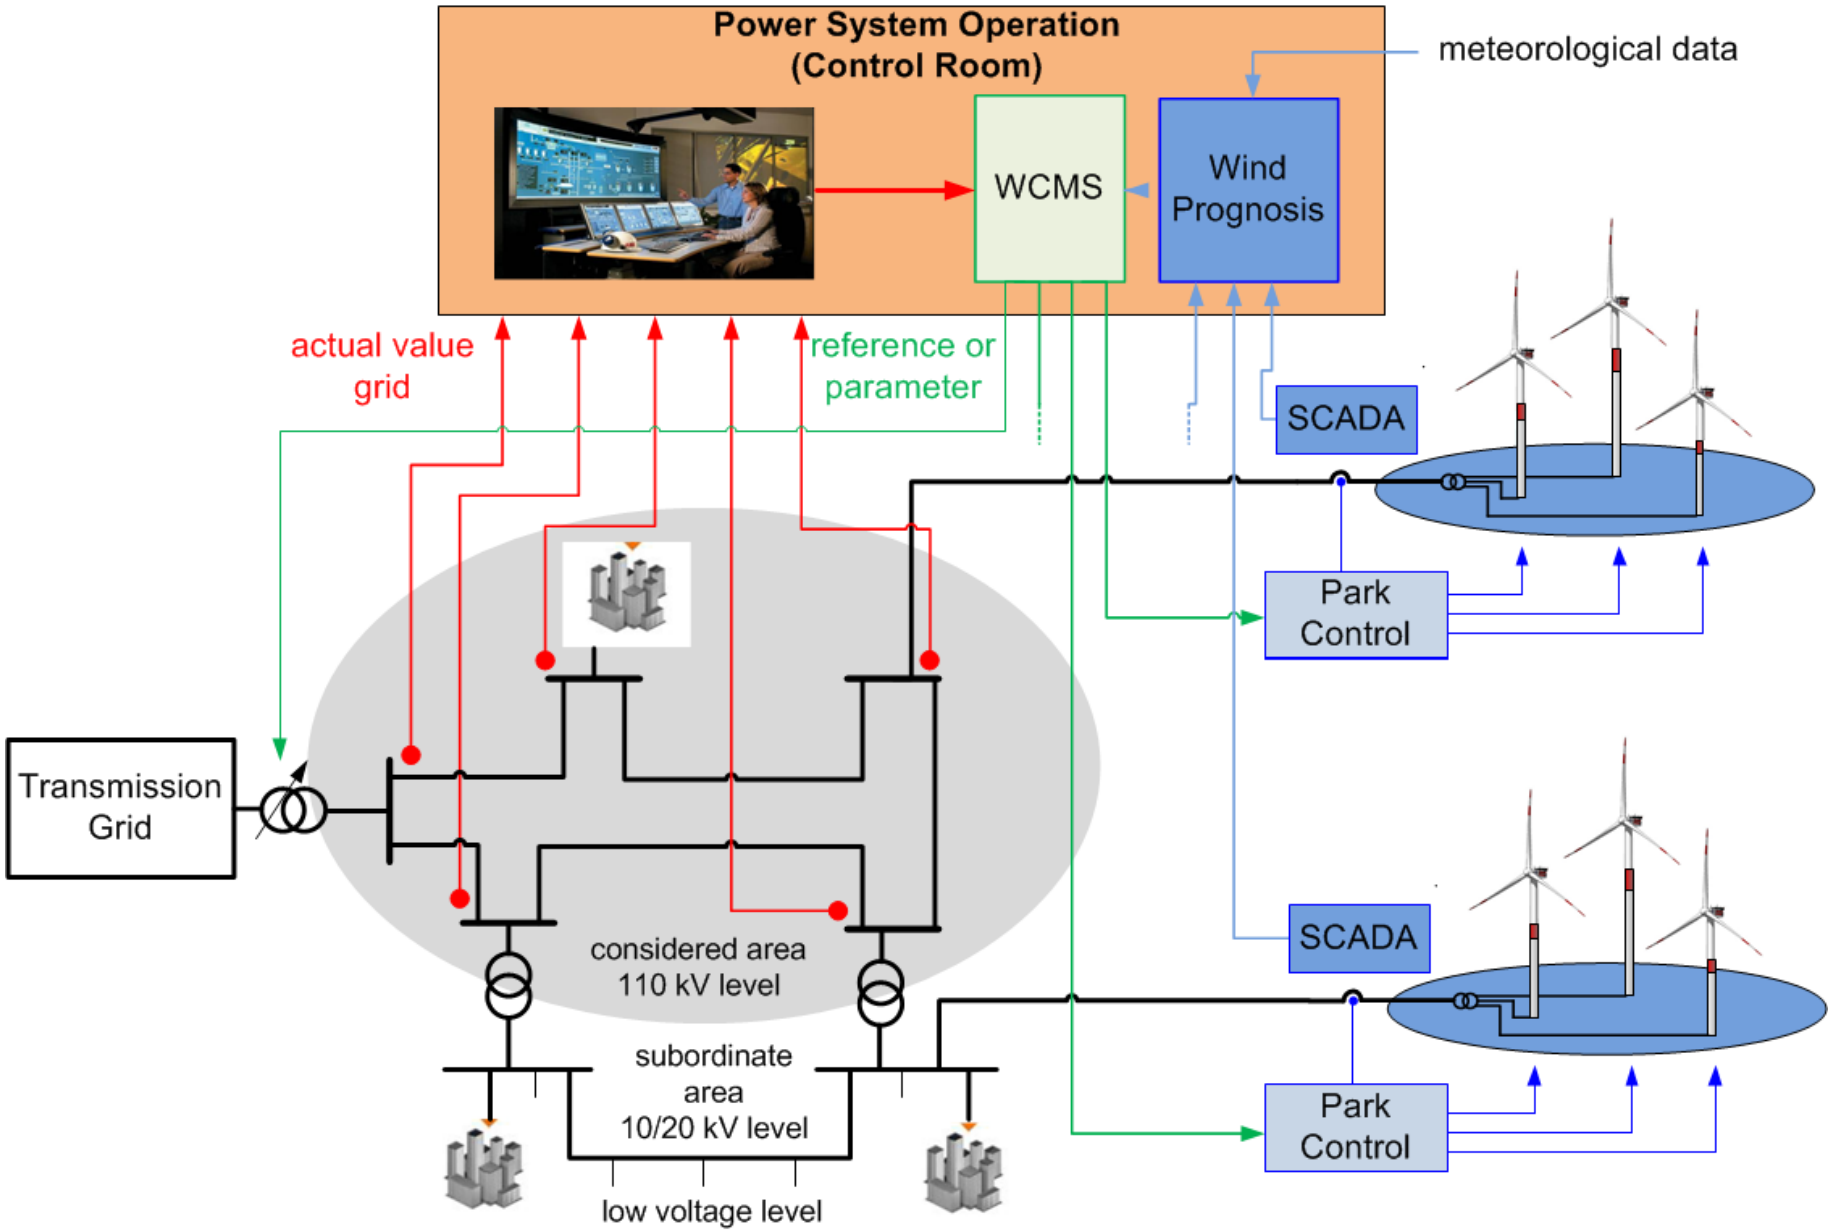 Power System Operation
(Control Room)
meteorological data
WCMS
Wind
Prognosis
actual value
grid
reference or
parameter
SCADA
Park
Control
Transmission
Grid
considered area
110 kV level
SCADA
subordinate
area
10/20 kV level
Park
Control
low voltage level